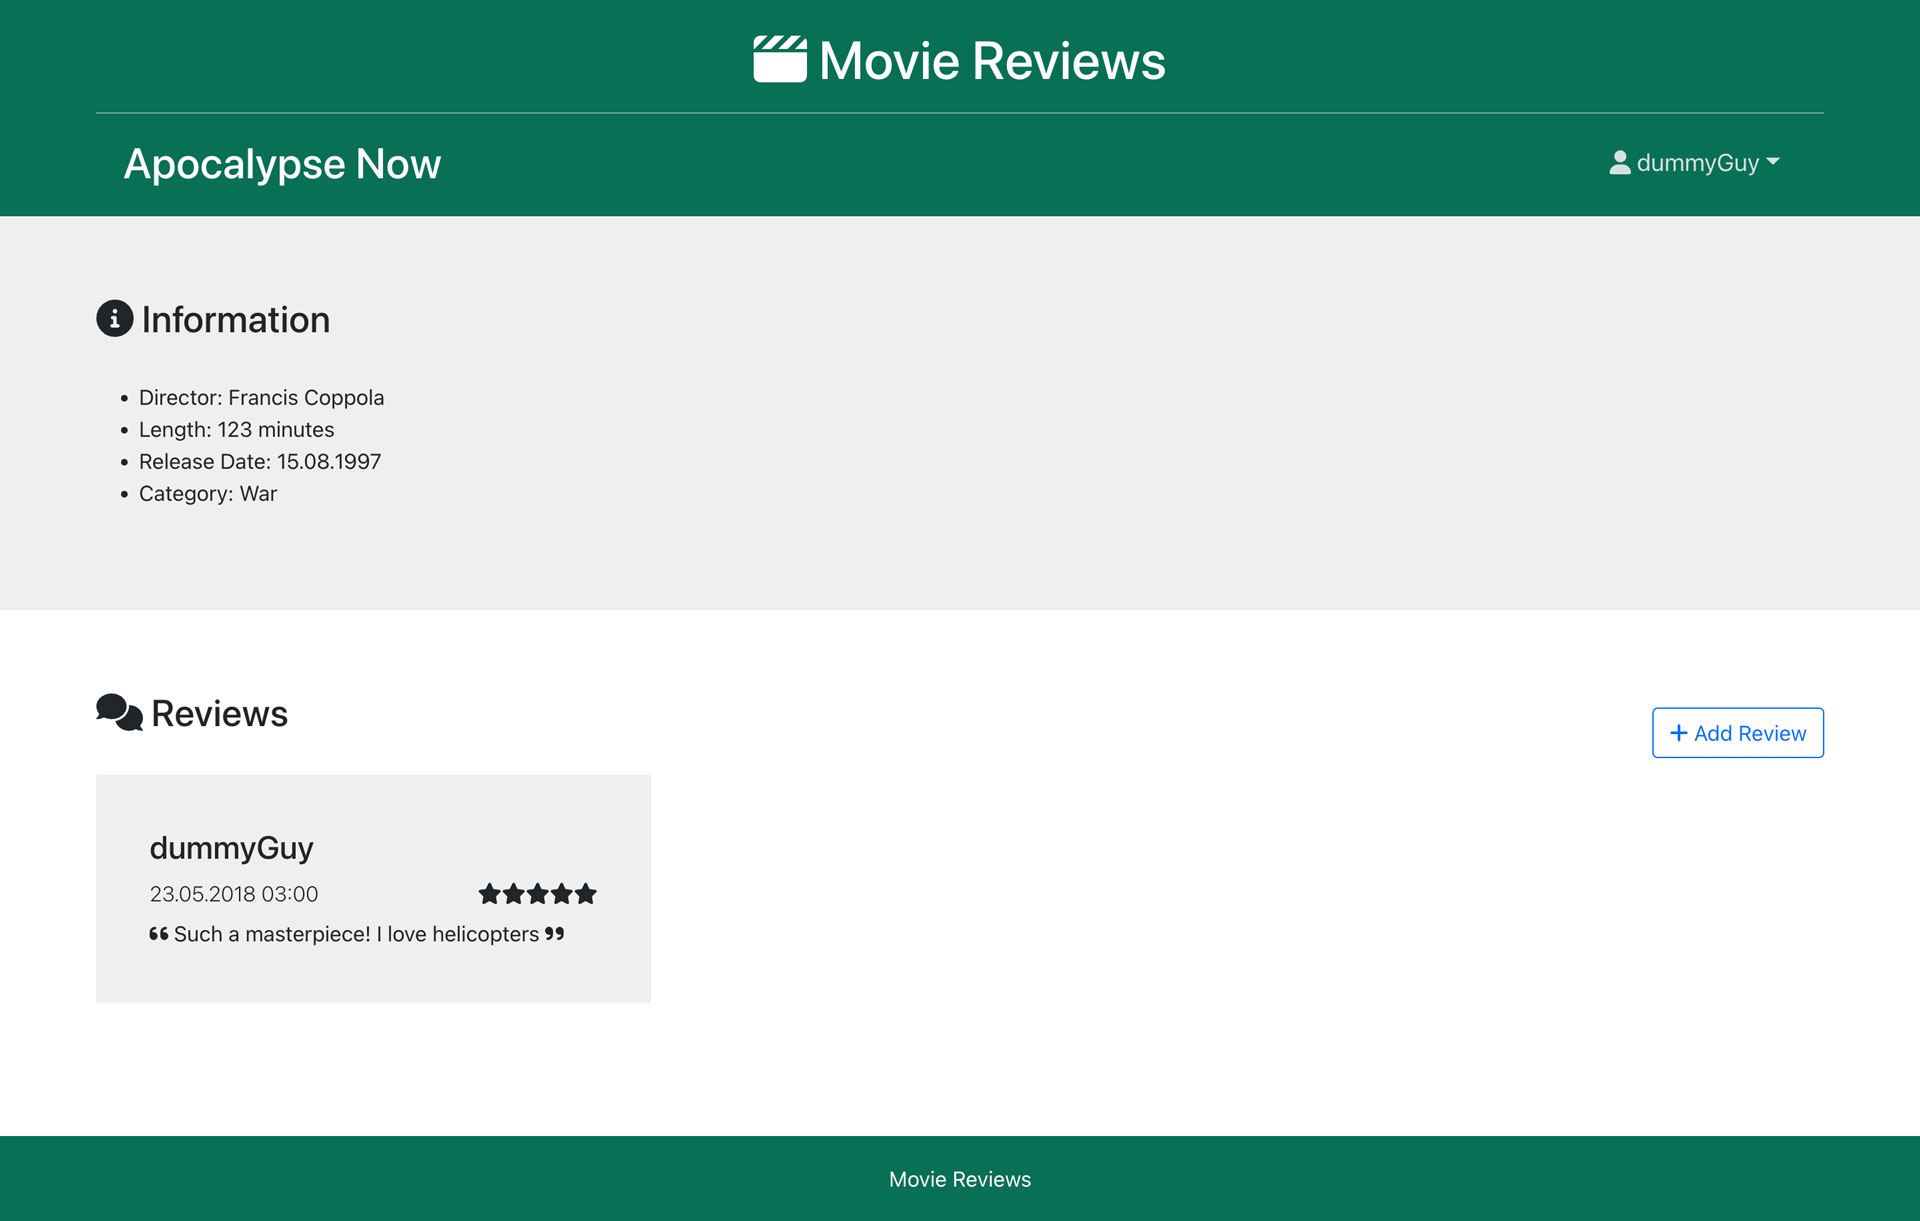 Movie Reviews
Apocalypse Now
dummyGuy
Information
Director: Francis Coppola
Length: 123 minutes
Release Date: 15.08.1997
Category: War
Reviews
+ Add Review
dummyGuy
23.05.2018 03:00
“ Such a masterpiece! I love helicopters ”
Movie Reviews